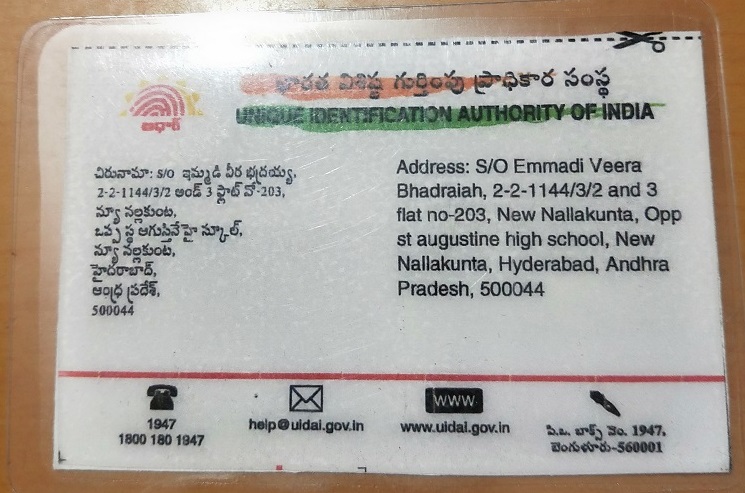 భారత విశిష్ట గుర్తింపు ప్రాధికార సంస్థ
ఆధార్
UNIQUE IDENTIFICATION AUTHORITY OF INDIA
చిరునామా: S/O ఇమ్మడి వీర భద్రయ్య,
2-2-1144/3/2 అండ్ 3 ఫ్లాట్ నో-203,
న్యూ నల్లకుంట,
ఒప్ప స్థ ఆగుస్తినే హై స్కూల్,
న్యూ నల్లకుంట,
హైదరాబాద్,
ఆంధ్ర ప్రదేశ్,
500044
Address: S/O Emmadi Veera
Bhadraiah, 2-2-1144/3/2 and 3
flat no-203, New Nallakunta, Opp
st augustine high school, New
Nallakunta, Hyderabad, Andhra
Pradesh, 500044
1947
1800 180 1947
help@uidai.gov.in
WWW
www.uidai.gov.in
పి.ఒ. బాక్స్ నెం. 1947,
బెంగుళూరు-560001